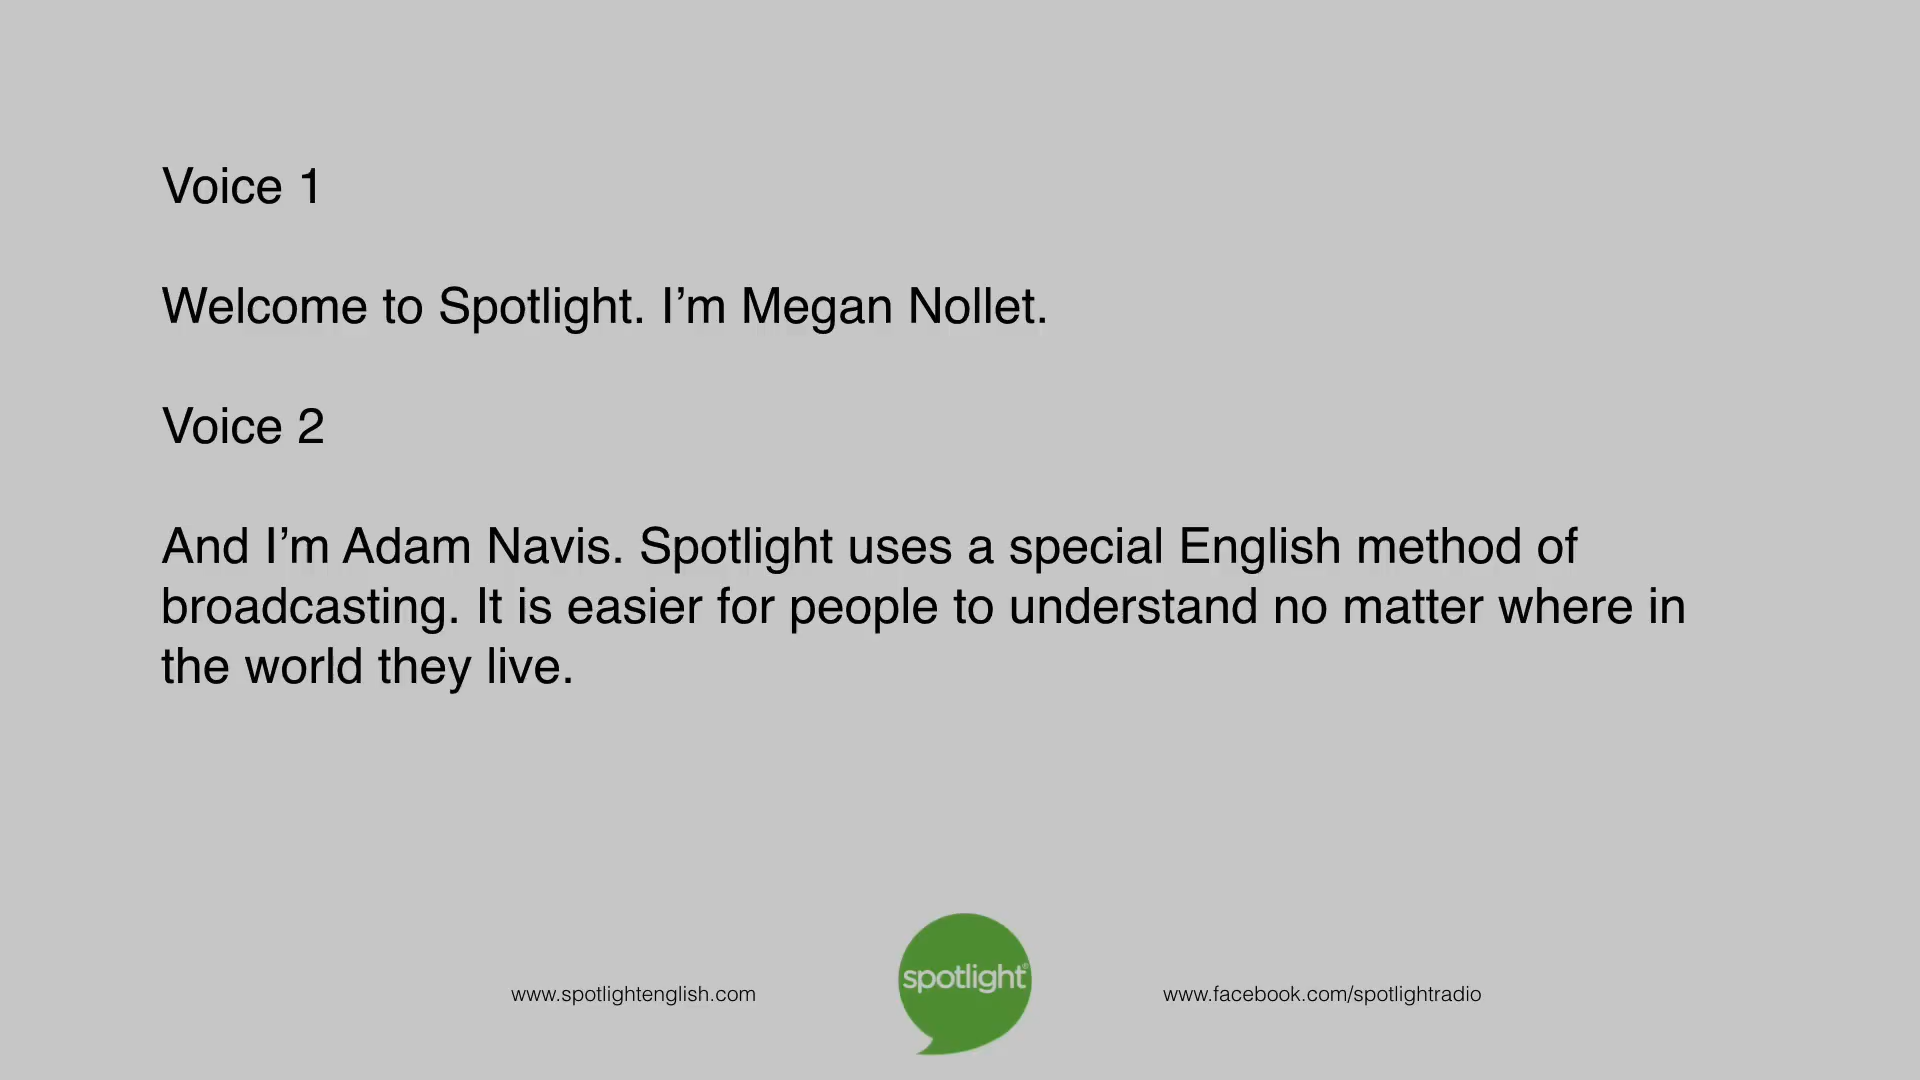 Voice 1
Welcome to Spotlight. I’m Megan Nollet.
Voice 2
And I’m Adam Navis. Spotlight uses a special English method of
broadcasting. It is easier for people to understand no matter where in
the world they live.
www.spotlightenglish.com
spotlight®
www.facebook.com/spotlightradio